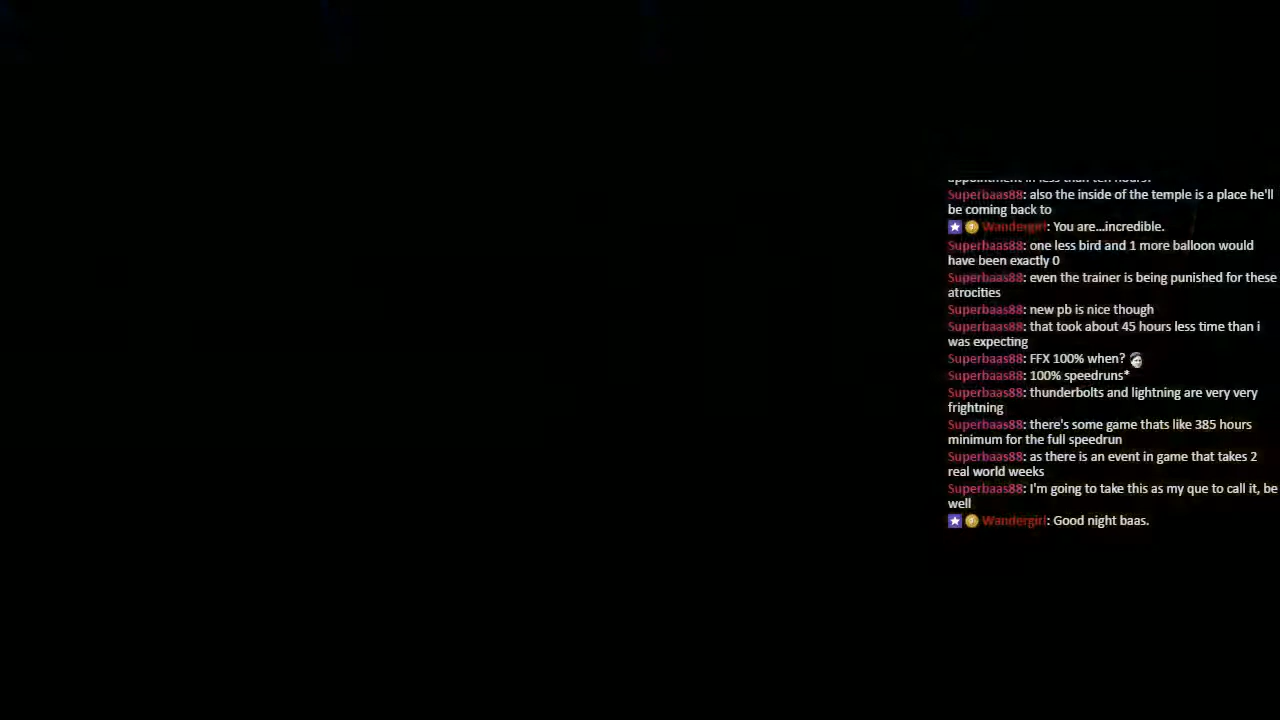 appointment in less than ten hours?
Superbaas88: also the inside of the temple is a place he'll
be coming back to
Wandergirl: You are...incredible.
Superbaas88: one less bird and 1 more balloon would
have been exactly 0
Superbaas88: even the trainer is being punished for these
atrocities
Superbaas88: new pb is nice though
Superbaas88: that took about 45 hours less time than i
was expecting
Superbaas88: FFX 100% when?
Superbaas88: 100% speedruns*
Superbaas88: thunderbolts and lightning are very very
frightning
Superbaas88: there's some game thats like 385 hours
minimum for the full speedrun
Superbaas88: as there is an event in game that takes 2
real world weeks
Superbaas88: I'm going to take this as my que to call it, be
well
Wandergirl: Good night baas.